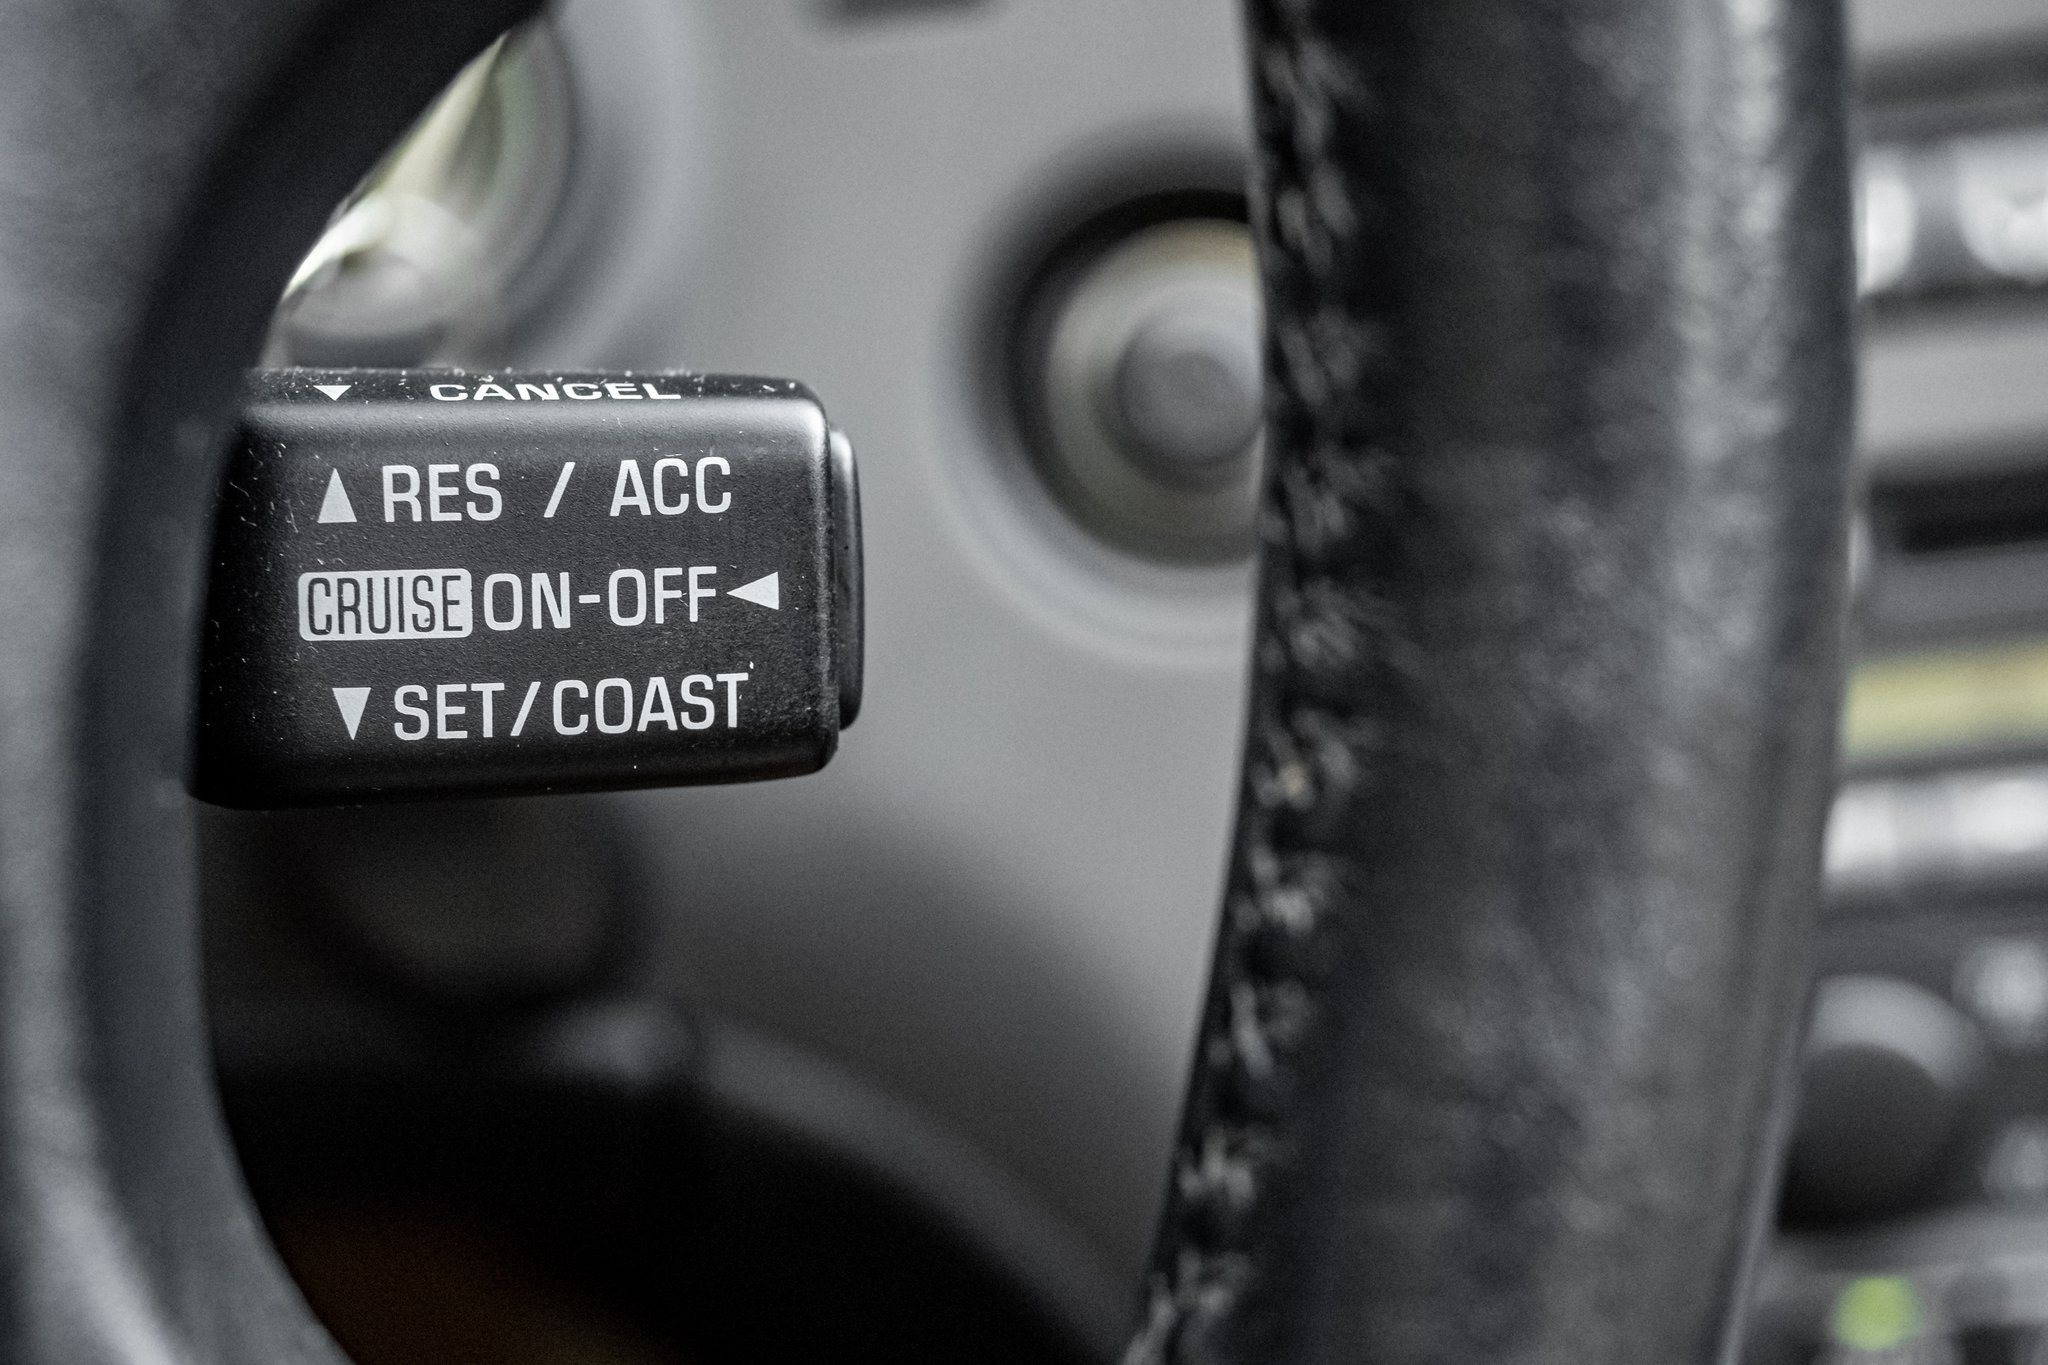 ▼ CANCEL
▲ RES / ACC
CRUISE ON-OFF ◀
▼ SET/COAST